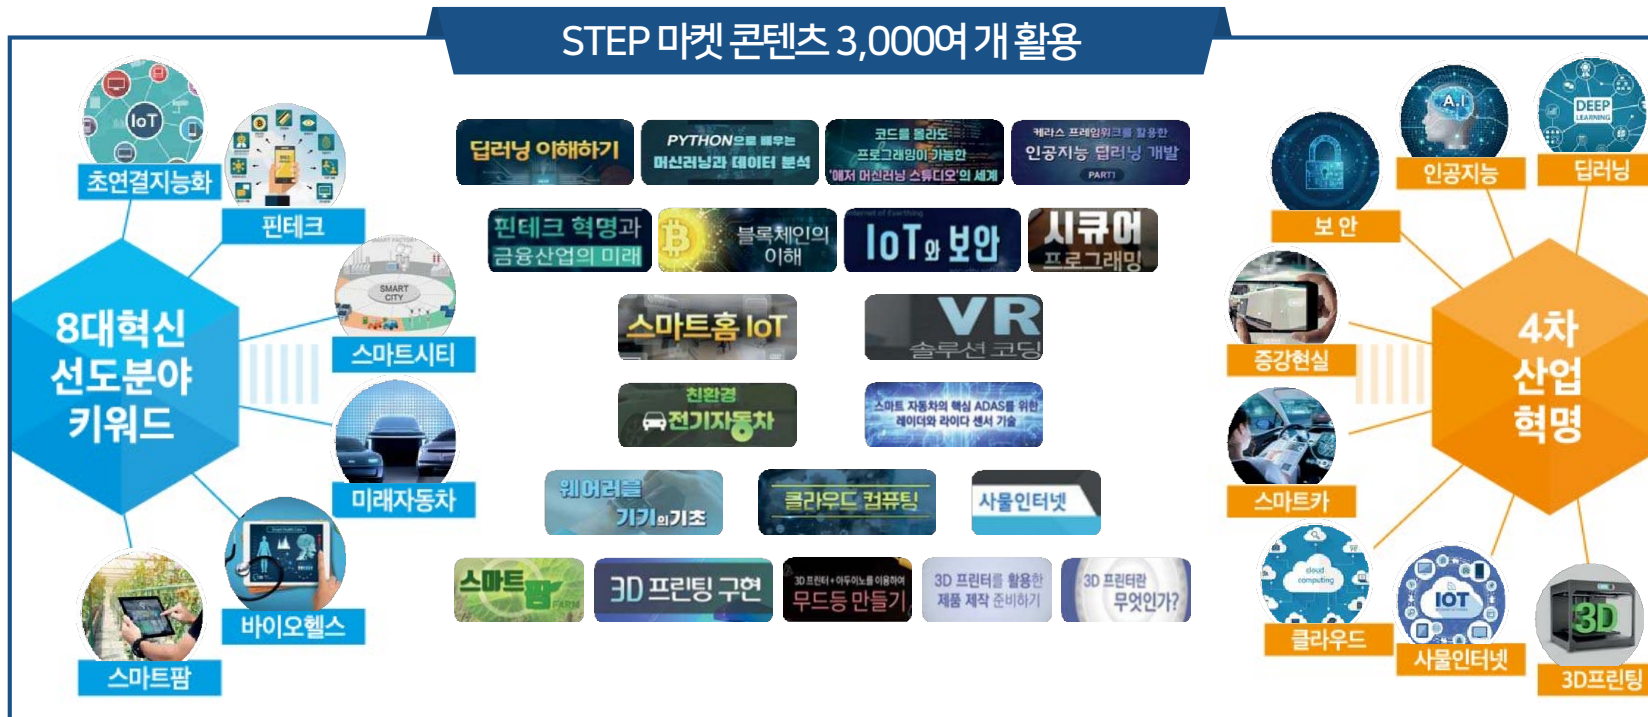 STEP 마켓 콘텐츠 3,000여 개 활용
IoT
초연결지능화
핀테크
SMART FACTORY
SMART
CITY
스마트시티
8대혁신
선도분야
키워드
미래자동차
바이오헬스
스마트팜
딥러닝 이해하기
PYTHON으로 배우는
머신러닝과 데이터 분석
코드를 몰라도
프로그래밍이 가능한
'애저 머신러닝 스튜디오'의 세계
케라스 프레임워크를 활용한
인공지능 딥러닝 개발
PART1
핀테크 혁명과
금융산업의 미래
블록체인의
이해
Internet of Everthing
IoT와 보안
시큐어
프로그래밍
스마트홈 IoT
VR
솔루션 코딩
친환경
전기자동차
스마트 자동차의 핵심 ADAS를 위한
레이더와 라이다 센서 기술
웨어러블
기기의기초
클라우드 컴퓨팅
사물인터넷
스마트
팜
FARM
3D 프린팅 구현
3D 프린터 + 아두이노를 이용하여
무드등 만들기
3D 프린터를 활용한
제품 제작 준비하기
3D 프린터란
무엇인가?
A.I
인공지능
DEEP
LEARNING
딥러닝
보 안
증강현실
4차
산업
혁명
스마트카
cloud
computing
클라우드
IOT
사물인터넷
3D
3D프린팅